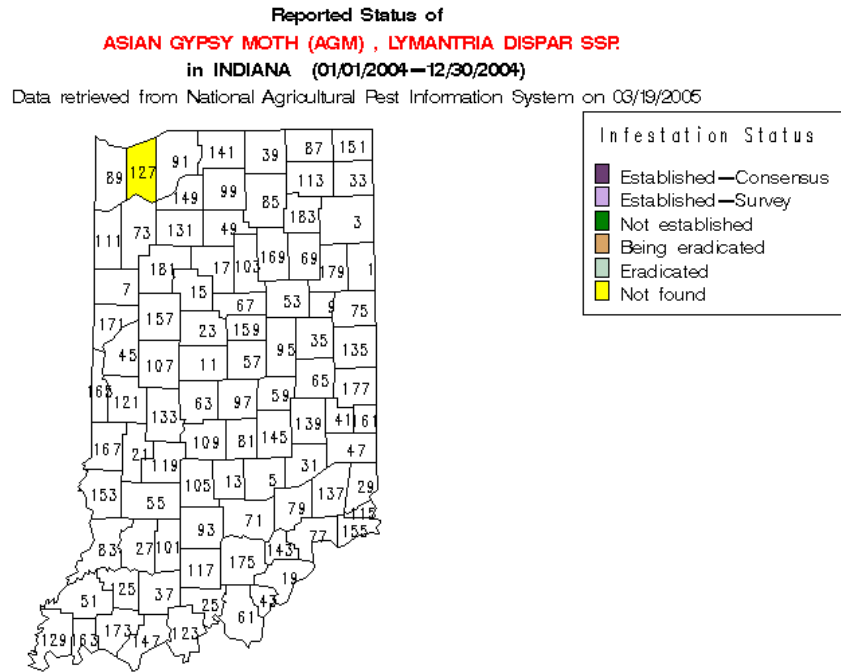 Reported Status of
ASIAN GYPSY MOTH (AGM) , LYMANTRIA DISPAR SSP.
in INDIANA (01/01/2004—12/30/2004)
Data retrieved from National Agricultural Pest Information System on 03/19/2005
Infestation Status
Established—Consensus
Established—Survey
Not established
Being eradicated
Eradicated
Not found
89 127 91 141 39 87 151
149 99 85 113 33
111 73 131 49 183 3
181 17 103 169 69 179 1
7 15 67 53 9 75
171 157 23 159 95 35 135
45 107 11 57 65 177
165 121 133 63 97 59 139 41 161
167 21 119 109 81 145 31 47
153 55 105 13 5 79 137 29 115
83 27 101 93 71 143 77 155
117 175 19
51 125 37 25 61 43
129 163 173 147 123